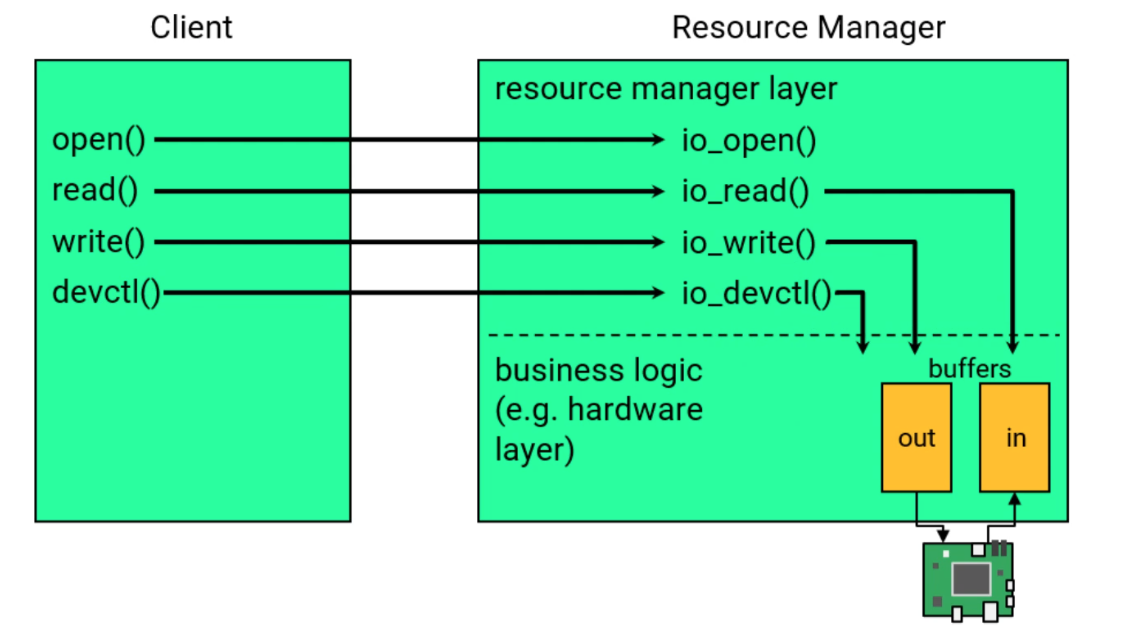 Client
Resource Manager
resource manager layer
open()
io_open()
read()
io_read()
write()
io_write()
devctl()
io_devctl()
business logic
(e.g. hardware
layer)
buffers
out
in